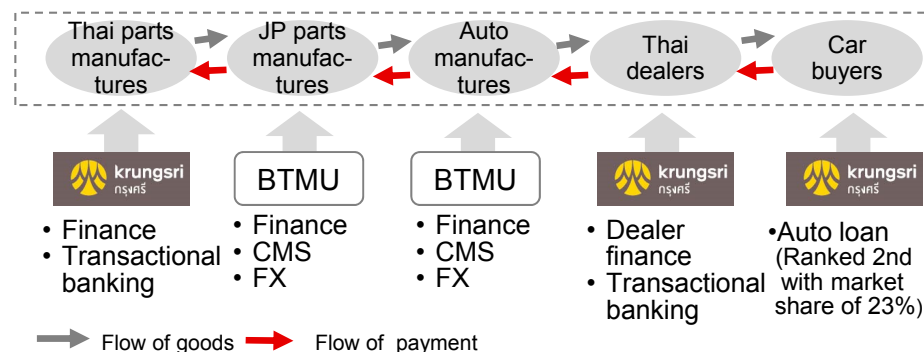 Thai parts
manufac-
tures
JP parts
manufac-
tures
Auto
manufac-
tures
Thai
dealers
Car
buyers
krungsri
กรุงศรี
BTMU
BTMU
krungsri
กรุงศรี
krungsri
กรุงศรี
• Finance
• Transactional
banking
• Finance
• CMS
• FX
• Finance
• CMS
• FX
• Dealer
finance
• Transactional
banking
•Auto loan
(Ranked 2nd
with market
share of 23%)
Flow of goods
Flow of payment